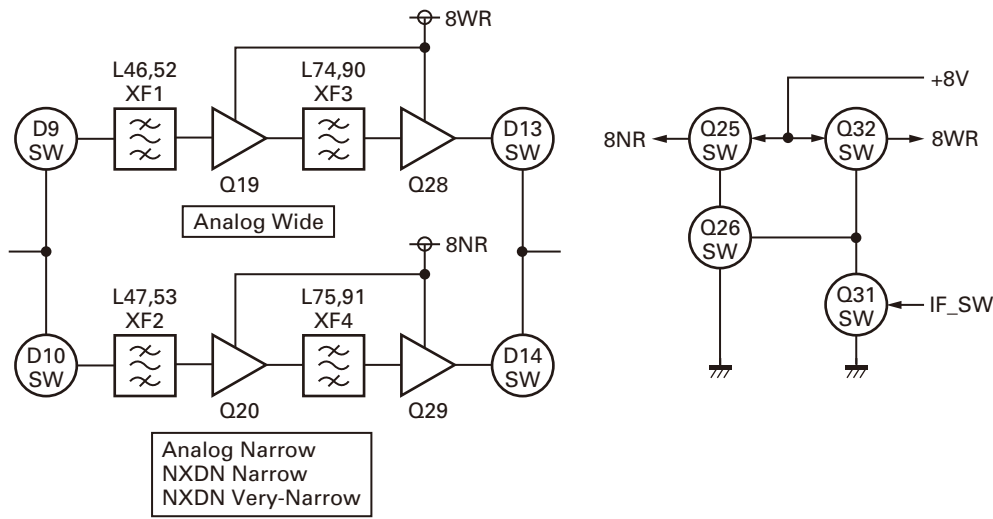 8WR
L46,52
XF1
L74,90
XF3
D9
SW
D13
SW
Q19
Q28
Analog Wide
8NR
L47,53
XF2
L75,91
XF4
D10
SW
D14
SW
Q20
Q29
Analog Narrow
NXDN Narrow
NXDN Very-Narrow
+8V
8NR
Q25
SW
Q32
SW
8WR
Q26
SW
Q31
SW
IF_SW